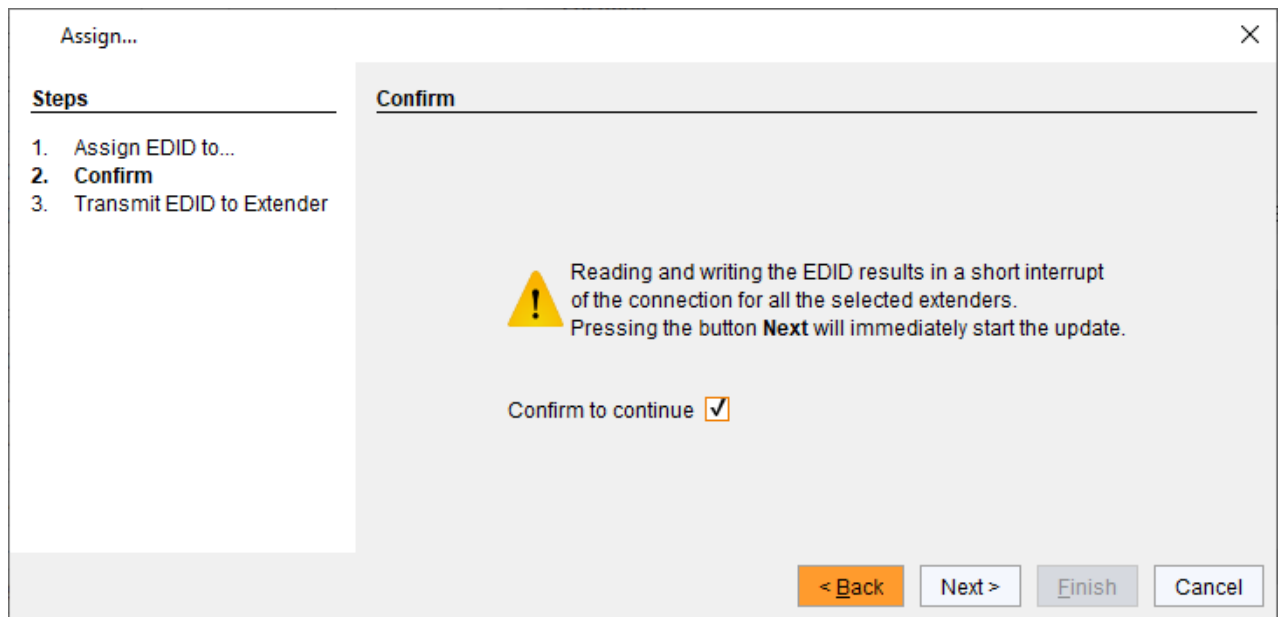 Assign...
Steps
1. Assign EDID to...
2. Confirm
3. Transmit EDID to Extender
Confirm
Reading and writing the EDID results in a short interrupt
of the connection for all the selected extenders.
Pressing the button Next will immediately start the update.
Confirm to continue
< Back
Next >
Finish
Cancel